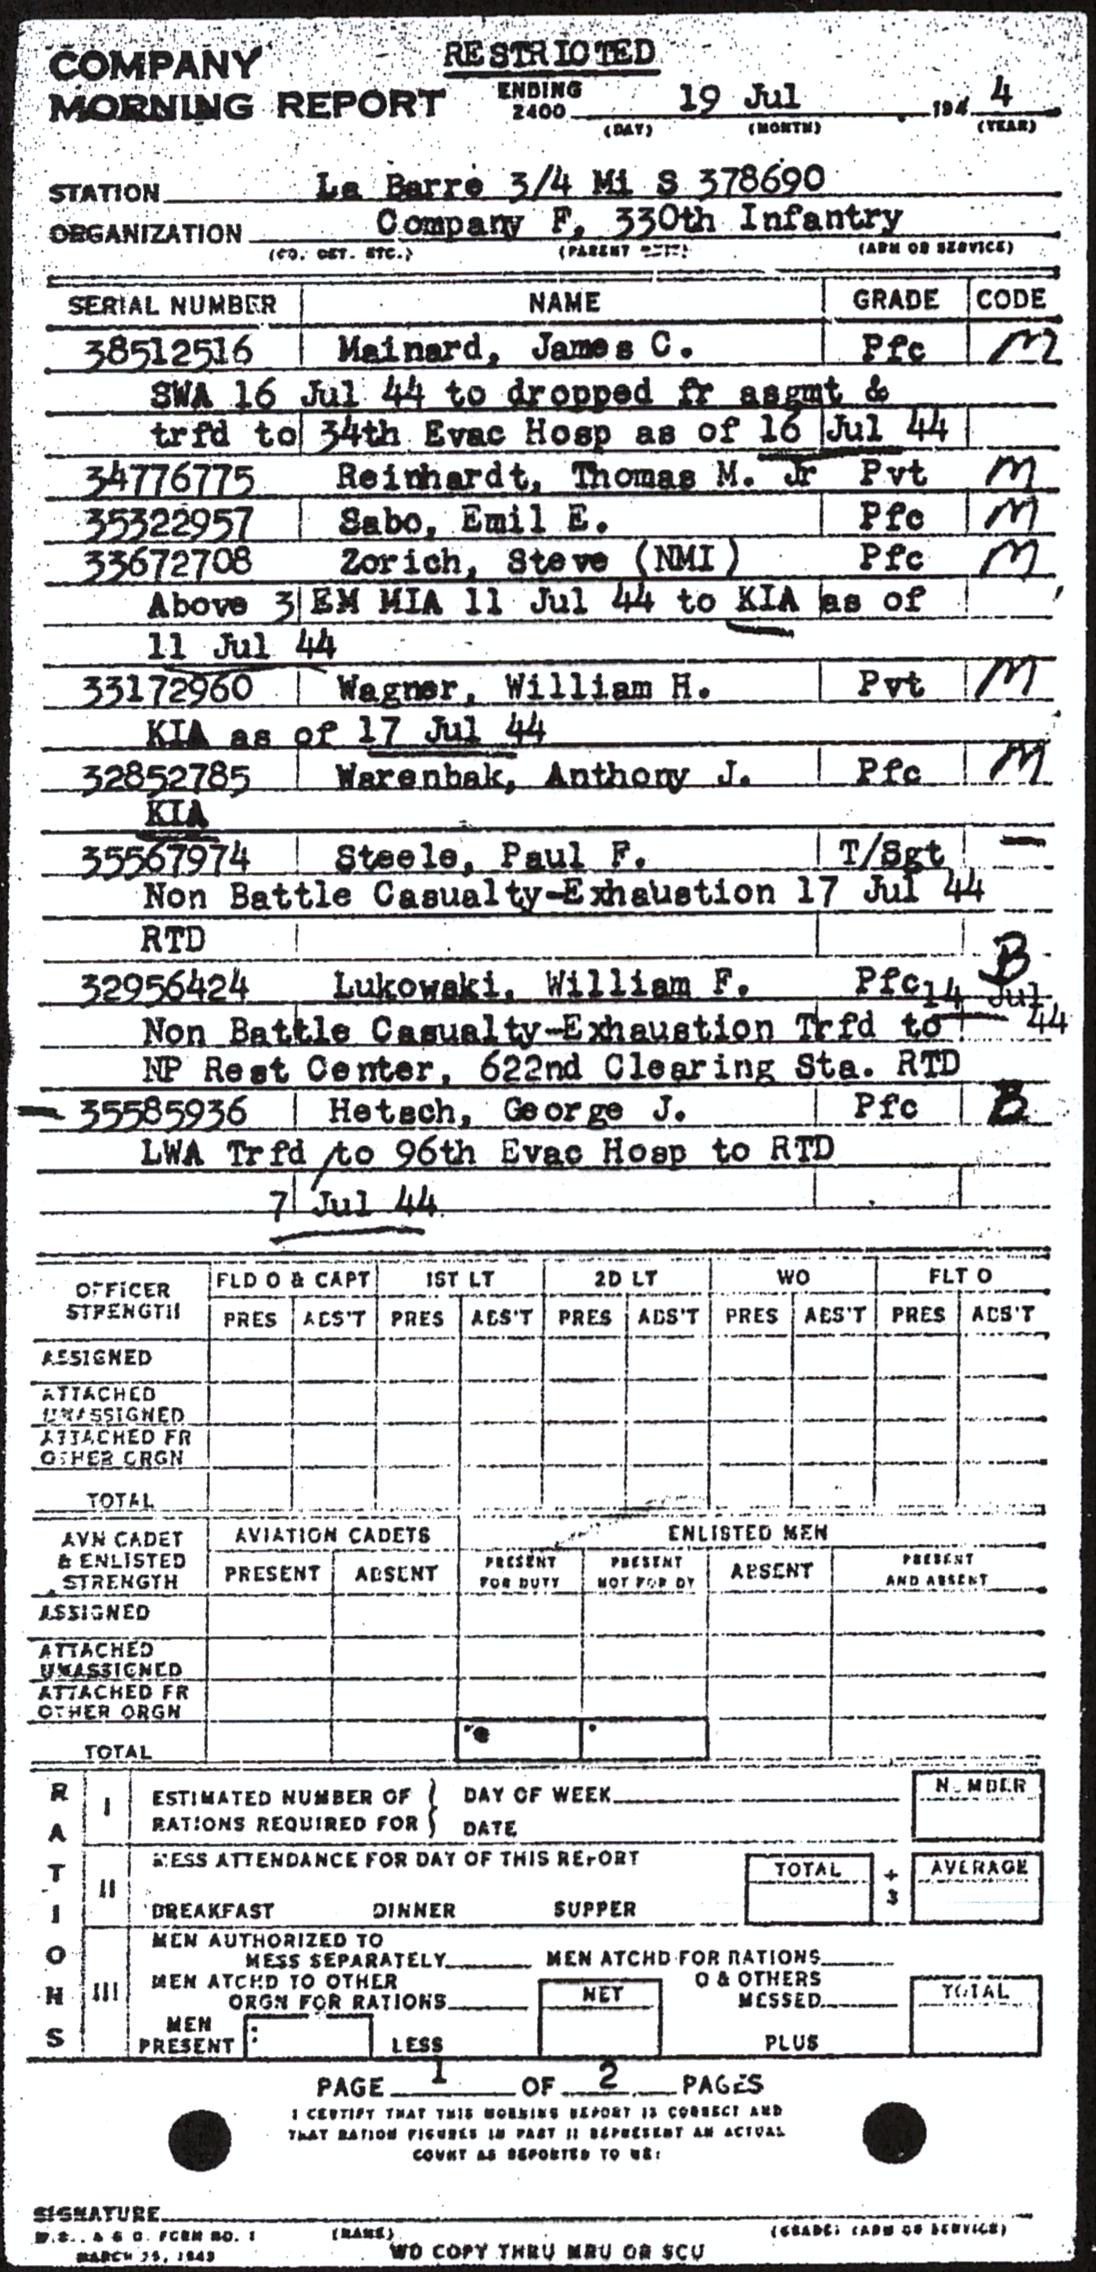 RESTRICTED
COMPANY
MORNING REPORT ENDING 2400 19 Jul 194 4
(DAY) (MONTH) (YEAR)
STATION La Barre 3/4 Mi S 378690
ORGANIZATION Company F, 330th Infantry
(CO. DET. ETC.) (PARENT UNIT) (ARM OR SERVICE)
SERIAL NUMBER NAME GRADE CODE
38512516 Mainard, James C. Pfc M
SWA 16 Jul 44 to dropped fr asgmt &
trfd to 34th Evac Hosp as of 16 Jul 44
34776775 Reinhardt, Thomas M. Jr Pvt M
35322957 Sabo, Emil E. Pfc M
33672708 Zorich, Steve (NMI) Pfc M
Above 3 EM MIA 11 Jul 44 to KIA as of
11 Jul 44
33172960 Wagner, William H. Pvt M
KIA as of 17 Jul 44
32852785 Warenbak, Anthony J. Pfc M
KIA
35567974 Steele, Paul F. T/Sgt —
Non Battle Casualty-Exhaustion 17 Jul 44
RTD
32956424 Lukowski, William F. Pfc B
14 Jul 44
Non Battle Casualty-Exhaustion Trfd to
NP Rest Center, 622nd Clearing Sta. RTD
— 35585936 Hetsch, George J. Pfc B
LWA Trfd / to 96th Evac Hosp to RTD
7 Jul 44
OFFICER STRENGTH FLD O & CAPT 1ST LT 2D LT WO FLT O
PRES ABS'T PRES ABS'T PRES ABS'T PRES ABS'T PRES ABS'T
ASSIGNED
ATTACHED
UNASSIGNED
ATTACHED FR
OTHER ORGN
TOTAL
AVN CADET & ENLISTED STRENGTH AVIATION CADETS ENLISTED MEN
PRESENT ABSENT PRESENT FOR DUTY PRESENT NOT FOR DY ABSENT PRESENT AND ABSENT
ASSIGNED
ATTACHED
UNASSIGNED
ATTACHED FR
OTHER ORGN
TOTAL
RATIONS
I ESTIMATED NUMBER OF RATIONS REQUIRED FOR } DAY OF WEEK DATE NUMBER
II MESS ATTENDANCE FOR DAY OF THIS REPORT TOTAL ÷ 3 AVERAGE
BREAKFAST DINNER SUPPER
III MEN AUTHORIZED TO
MESS SEPARATELY MEN ATCHD FOR RATIONS
MEN ATCHD TO OTHER
ORGN FOR RATIONS NET O & OTHERS MESSED TOTAL
MEN PRESENT LESS PLUS
PAGE 1 OF 2 PAGES
I CERTIFY THAT THIS MORNING REPORT IS CORRECT AND
THAT RATION FIGURES IN PART II REPRESENT AN ACTUAL
COUNT AS REPORTED TO ME:
SIGNATURE
(NAME) (GRADE) (ARM OR SERVICE)
W.D., A G O. FORM NO. 1
MARCH 25, 1943
WD COPY THRU MRU OR SCU